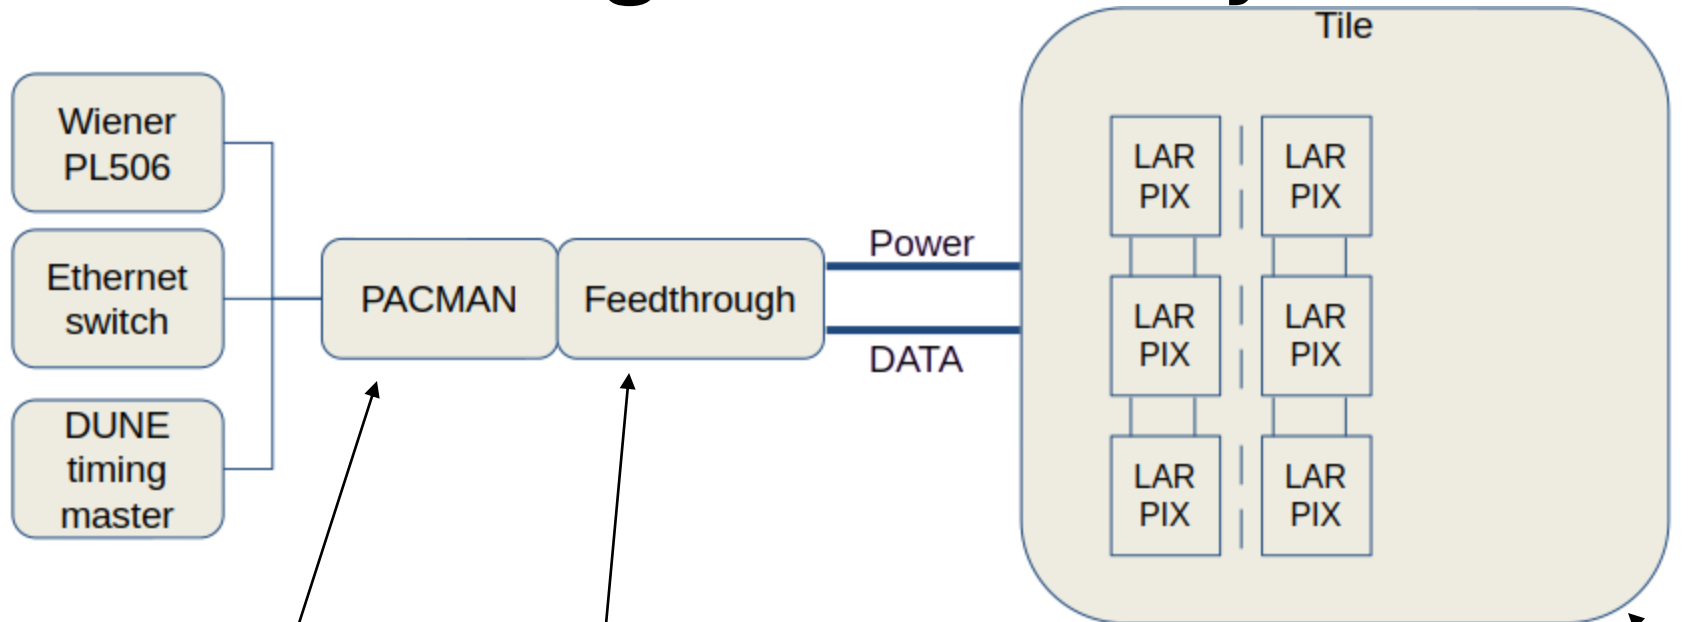 Tile
Wiener
PL506
Ethernet
switch
DUNE
timing
master
PACMAN
Feedthrough
Power
DATA
LAR
PIX
LAR
PIX
LAR
PIX
LAR
PIX
LAR
PIX
LAR
PIX